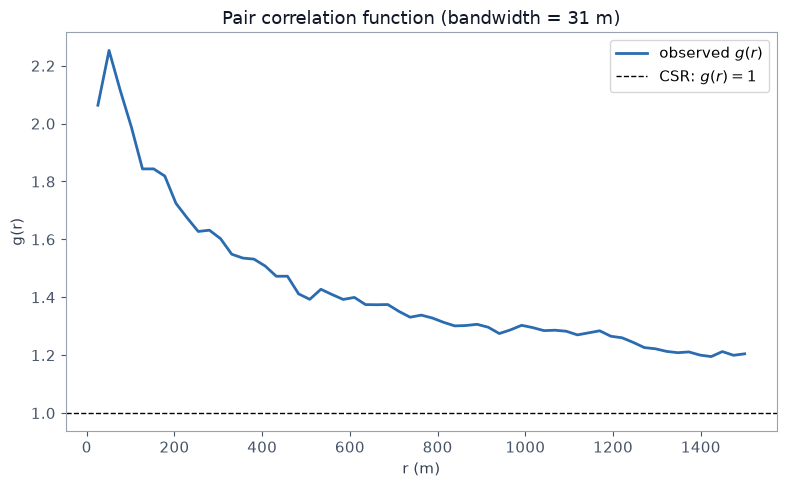 Pair correlation function (bandwidth = 31 m)
observed g(r)
CSR: g(r) = 1
g(r)
2.2
2.0
1.8
1.6
1.4
1.2
1.0
0 200 400 600 800 1000 1200 1400
r (m)